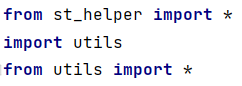 from st_helper import *
import utils
from utils import *